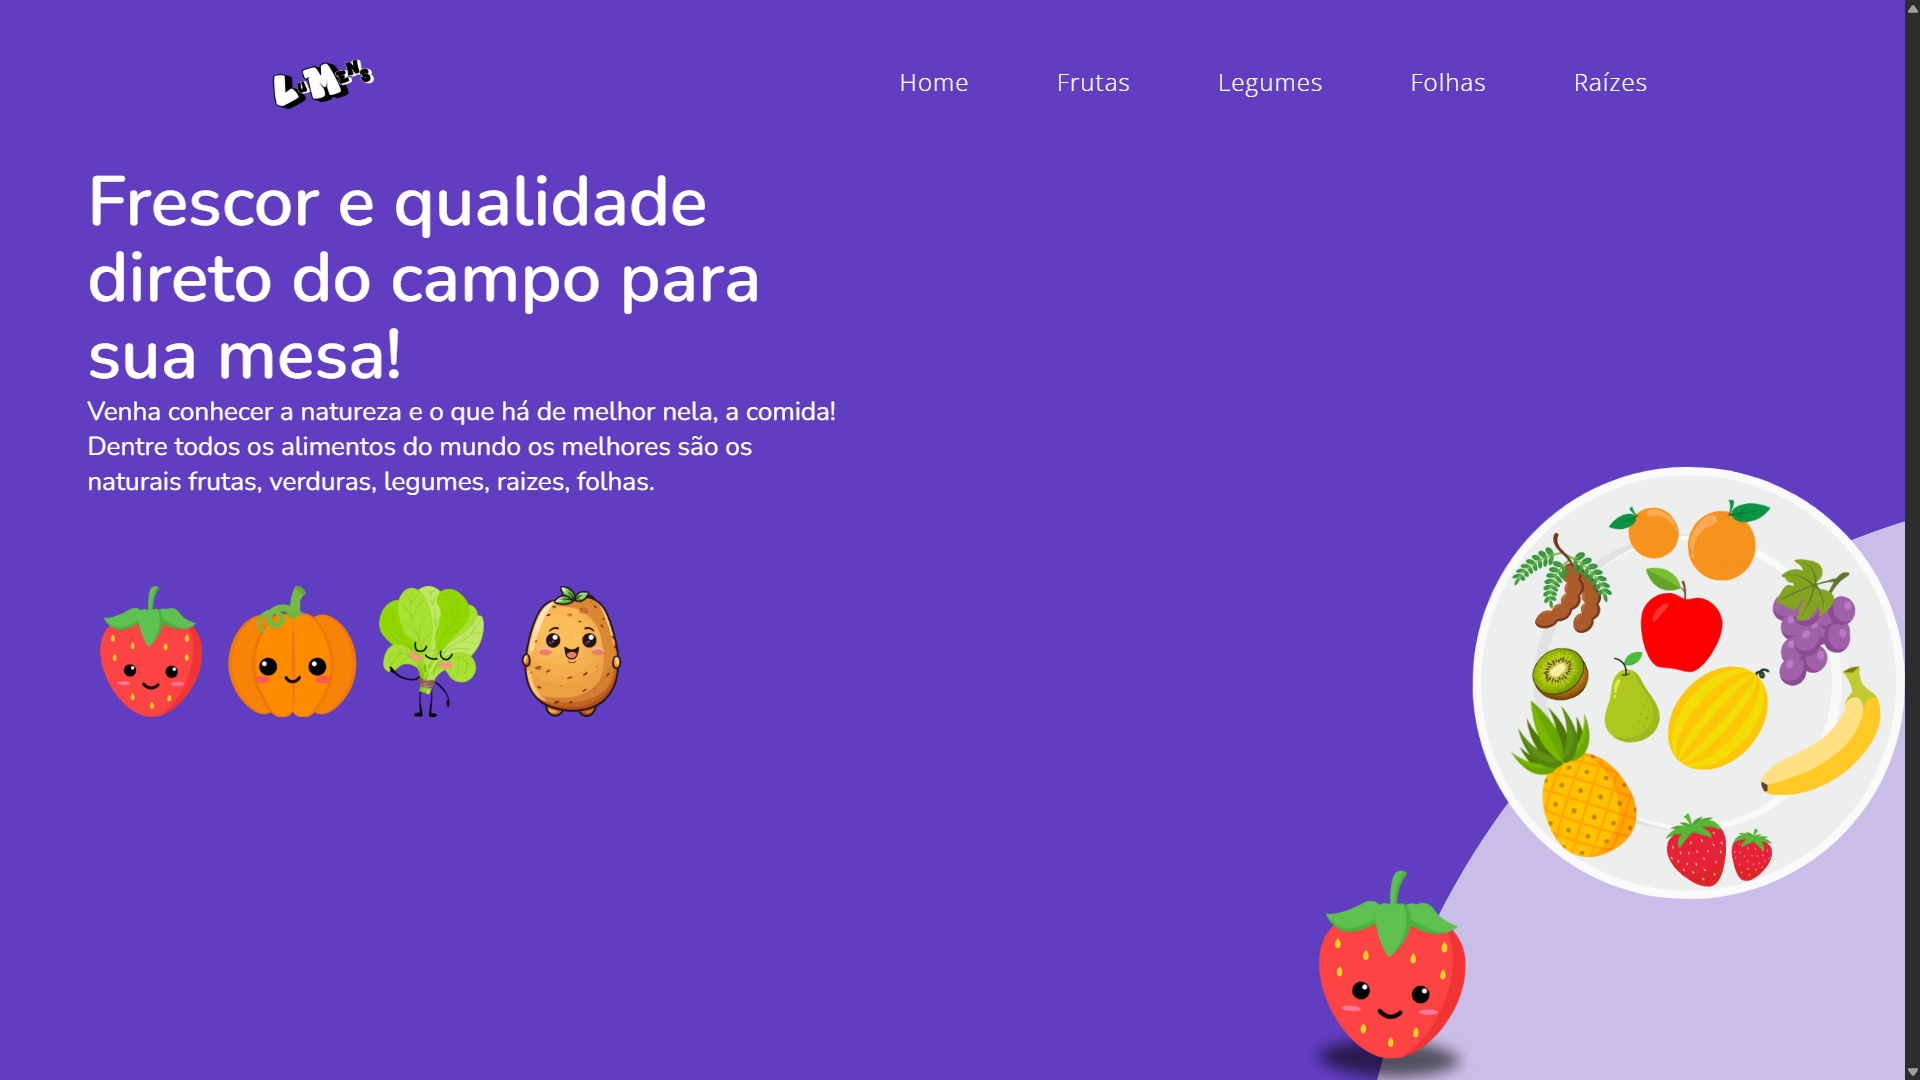 LUMENS
Home Frutas Legumes Folhas Raízes
Frescor e qualidade
direto do campo para
sua mesa!
Venha conhecer a natureza e o que há de melhor nela, a comida!
Dentre todos os alimentos do mundo os melhores são os
naturais frutas, verduras, legumes, raizes, folhas.